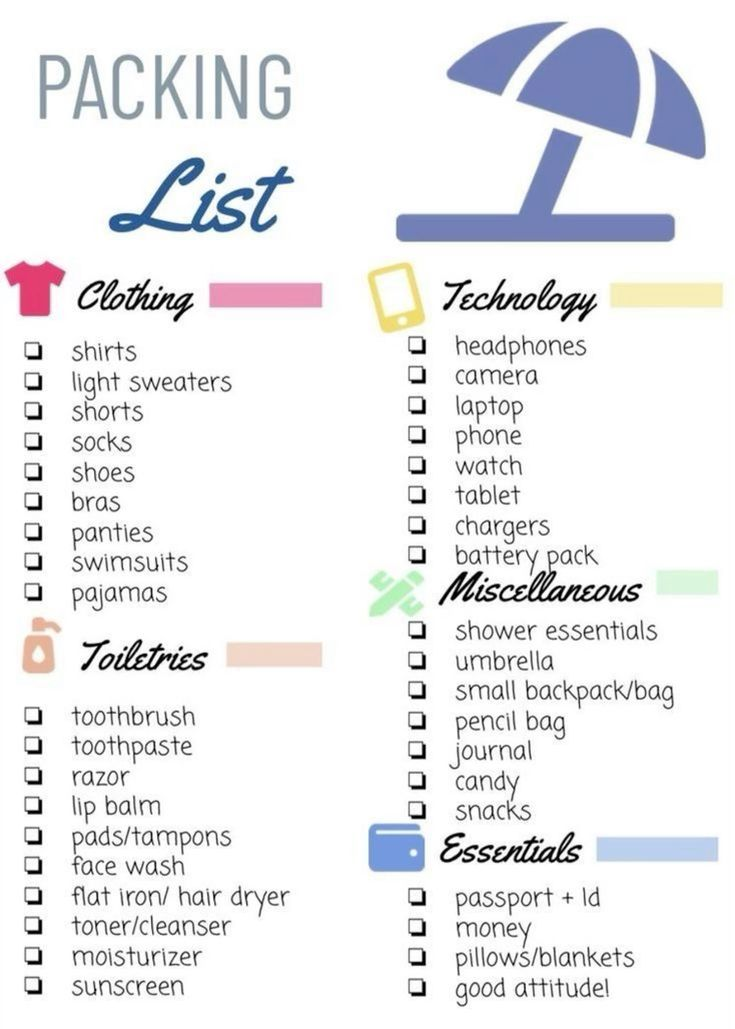 PACKING
List
Clothing
shirts
light sweaters
shorts
socks
shoes
bras
panties
swimsuits
pajamas
Toiletries
toothbrush
toothpaste
razor
lip balm
pads/tampons
face wash
flat iron/ hair dryer
toner/cleanser
moisturizer
sunscreen
Technology
headphones
camera
laptop
phone
watch
tablet
chargers
battery pack
Miscellaneous
shower essentials
umbrella
small backpack/bag
pencil bag
journal
candy
snacks
Essentials
passport + Id
money
pillows/blankets
good attitude!